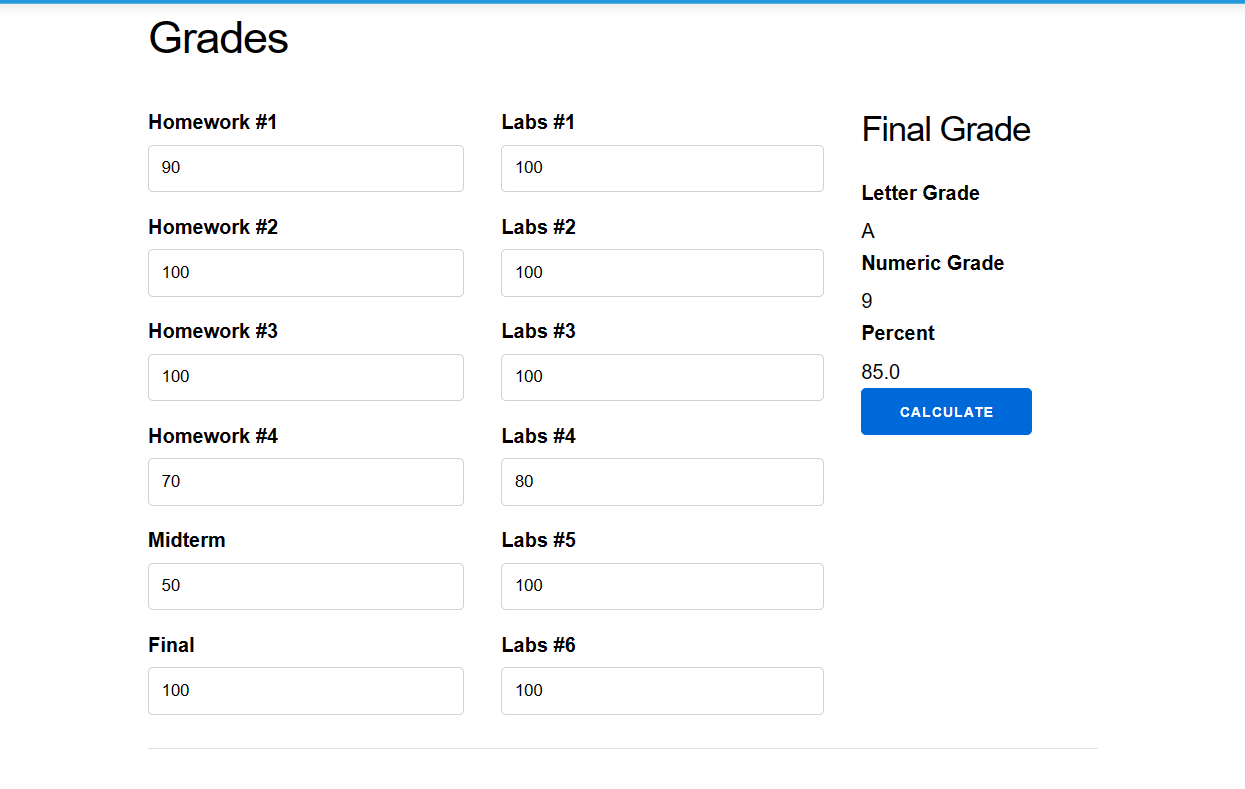 Grades
Homework #1
90
Homework #2
100
Homework #3
100
Homework #4
70
Midterm
50
Final
100
Labs #1
100
Labs #2
100
Labs #3
100
Labs #4
80
Labs #5
100
Labs #6
100
Final Grade
Letter Grade
A
Numeric Grade
9
Percent
85.0
CALCULATE